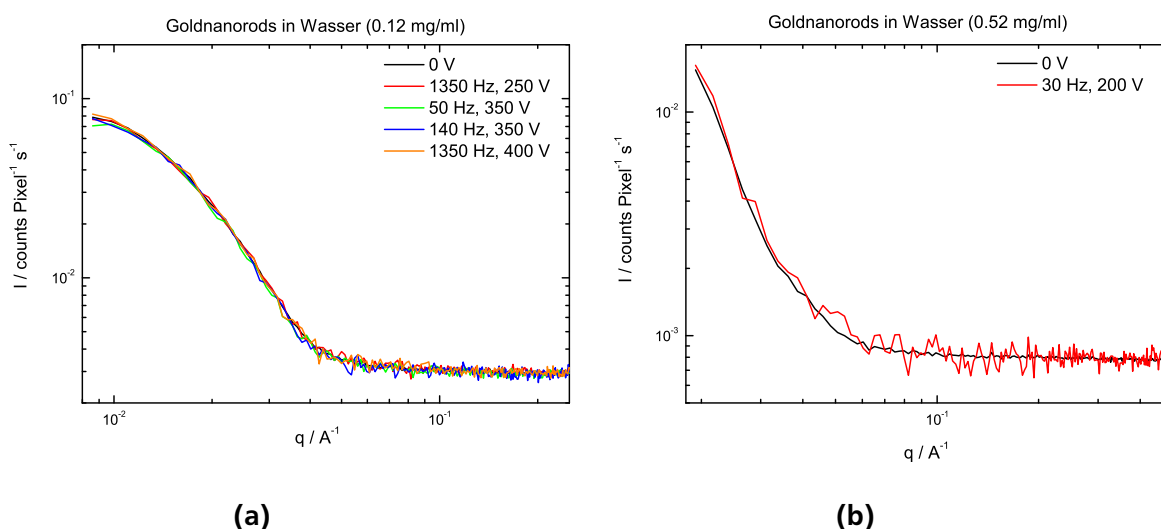 Goldnanorods in Wasser (0.12 mg/ml)
0 V
1350 Hz, 250 V
50 Hz, 350 V
140 Hz, 350 V
1350 Hz, 400 V
10⁻¹
10⁻²
I / counts Pixel⁻¹ s⁻¹
10⁻²
10⁻¹
q / A⁻¹
(a)
Goldnanorods in Wasser (0.52 mg/ml)
0 V
30 Hz, 200 V
10⁻²
10⁻³
I / counts Pixel⁻¹ s⁻¹
10⁻¹
q / A⁻¹
(b)